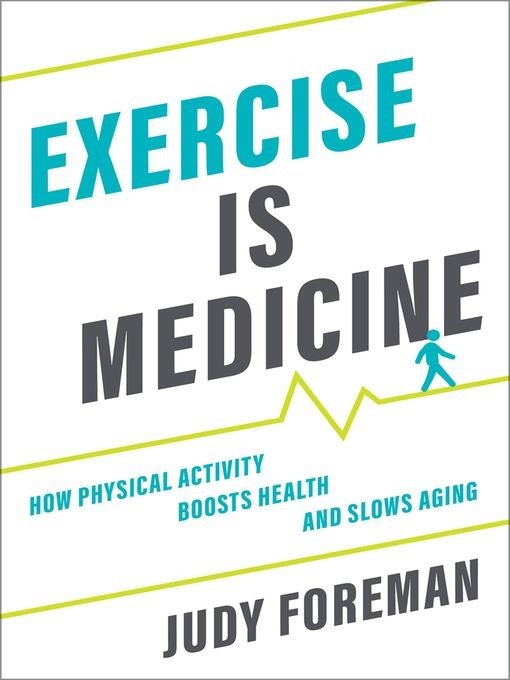 EXERCISE
IS
MEDICINE
HOW PHYSICAL ACTIVITY
BOOSTS HEALTH
AND SLOWS AGING
JUDY FOREMAN